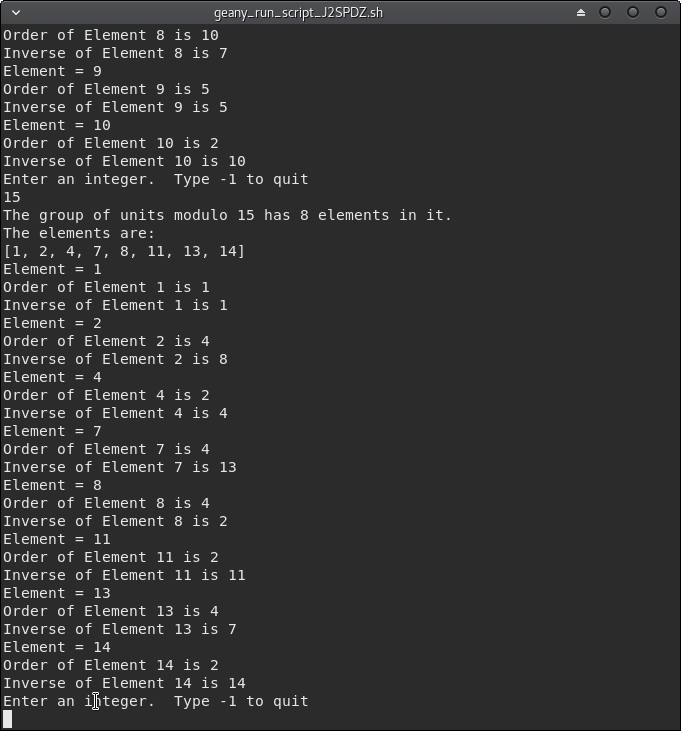 geany_run_script_J2SPDZ.sh
Order of Element 8 is 10
Inverse of Element 8 is 7
Element = 9
Order of Element 9 is 5
Inverse of Element 9 is 5
Element = 10
Order of Element 10 is 2
Inverse of Element 10 is 10
Enter an integer.  Type -1 to quit
15
The group of units modulo 15 has 8 elements in it.
The elements are:
[1, 2, 4, 7, 8, 11, 13, 14]
Element = 1
Order of Element 1 is 1
Inverse of Element 1 is 1
Element = 2
Order of Element 2 is 4
Inverse of Element 2 is 8
Element = 4
Order of Element 4 is 2
Inverse of Element 4 is 4
Element = 7
Order of Element 7 is 4
Inverse of Element 7 is 13
Element = 8
Order of Element 8 is 4
Inverse of Element 8 is 2
Element = 11
Order of Element 11 is 2
Inverse of Element 11 is 11
Element = 13
Order of Element 13 is 4
Inverse of Element 13 is 7
Element = 14
Order of Element 14 is 2
Inverse of Element 14 is 14
Enter an integer.  Type -1 to quit